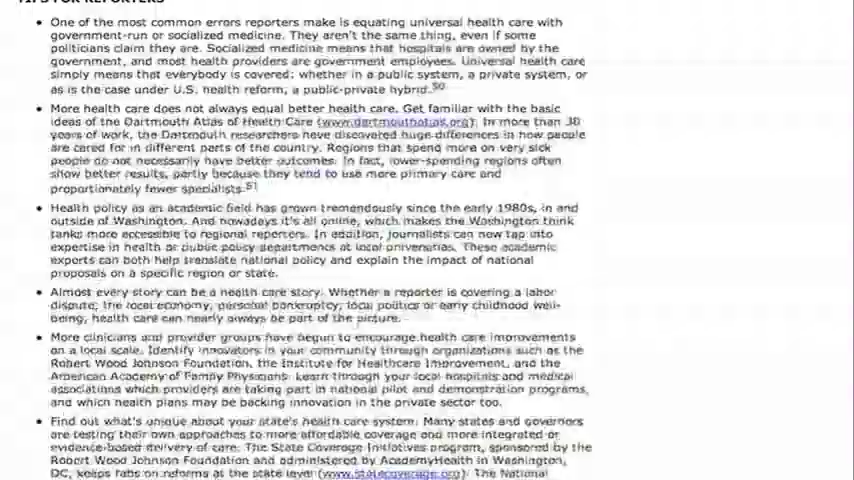 TIPS FOR REPORTERS
• One of the most common errors reporters make is equating universal health care with
government-run or socialized medicine. They aren't the same thing, even if some
politicians claim they are. Socialized medicine means that hospitals are owned by the
government, and most health providers are government employees. Universal health care
simply means that everybody is covered: whether in a public system, a private system, or
as is the case under U.S. health reform, a public-private hybrid.50
• More health care does not always equal better health care. Get familiar with the basic
ideas of the Dartmouth Atlas of Health Care (www.dartmouthatlas.org). In more than 30
years of work, the Dartmouth researchers have discovered huge differences in how people
are cared for in different parts of the country. Regions that spend more on very sick
people do not necessarily have better outcomes. In fact, lower-spending regions often
show better results, partly because they tend to use more primary care and
proportionately fewer specialists.51
• Health policy as an academic field has grown tremendously since the early 1980s, in and
outside of Washington. And nowadays it's all online, which makes the Washington think
tanks more accessible to regional reporters. In addition, journalists can now tap into
expertise in health or public policy departments at local universities. These academic
experts can both help translate national policy and explain the impact of national
proposals on a specific region or state.
• Almost every story can be a health care story. Whether a reporter is covering a labor
dispute, the local economy, personal bankruptcy, local politics or early childhood well-
being, health care can nearly always be part of the picture.
• More clinicians and provider groups have begun to encourage health care improvements
on a local scale. Identify innovators in your community through organizations such as the
Robert Wood Johnson Foundation, the Institute for Healthcare Improvement, and the
American Academy of Family Physicians. Learn through your local hospitals and medical
associations which providers are taking part in national pilot and demonstration programs,
and which health plans may be backing innovation in the private sector too.
• Find out what's unique about your state's health care system. Many states and governors
are testing their own approaches to more affordable coverage and more integrated or
evidence-based delivery of care. The State Coverage Initiatives program, sponsored by the
Robert Wood Johnson Foundation and administered by AcademyHealth in Washington,
DC, keeps tabs on reforms at the state level (www.statecoverage.org). The National